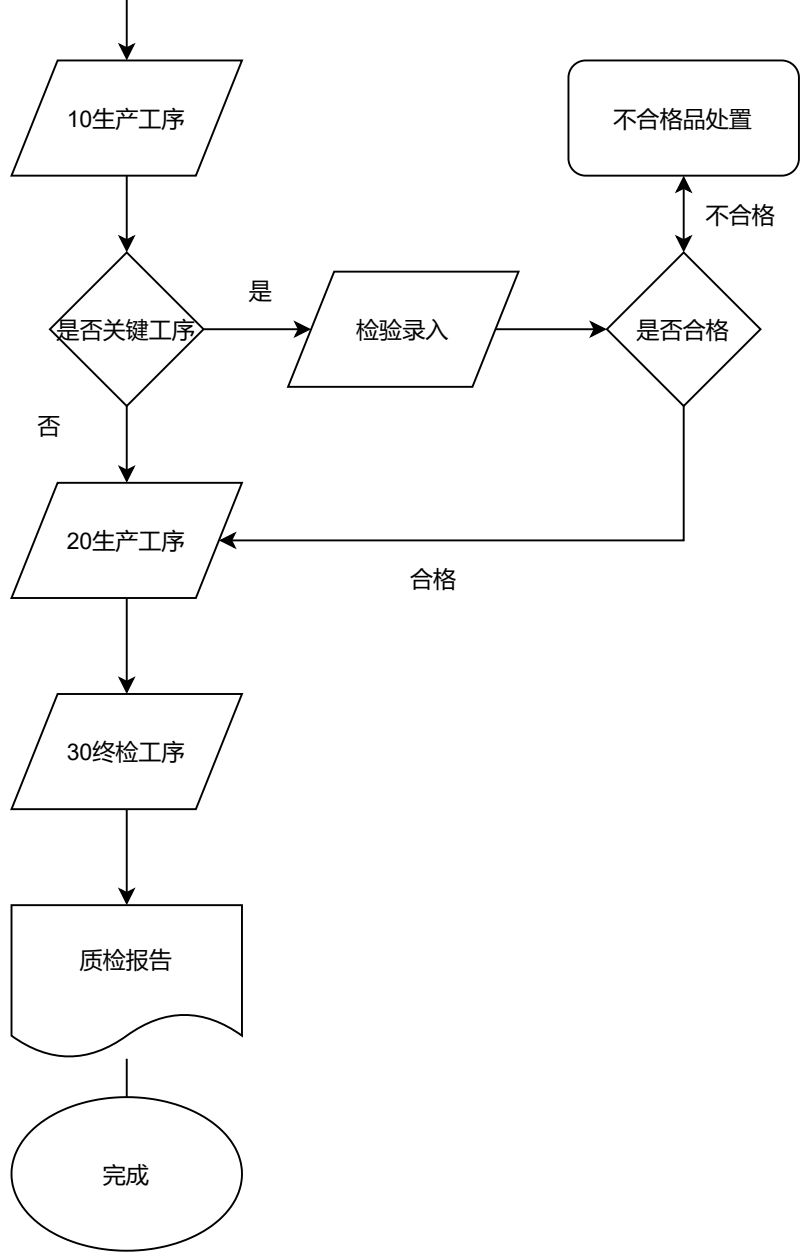 10生产工序
不合格品处置
不合格
是
是否关键工序
检验录入
是否合格
否
20生产工序
合格
30终检工序
质检报告
完成